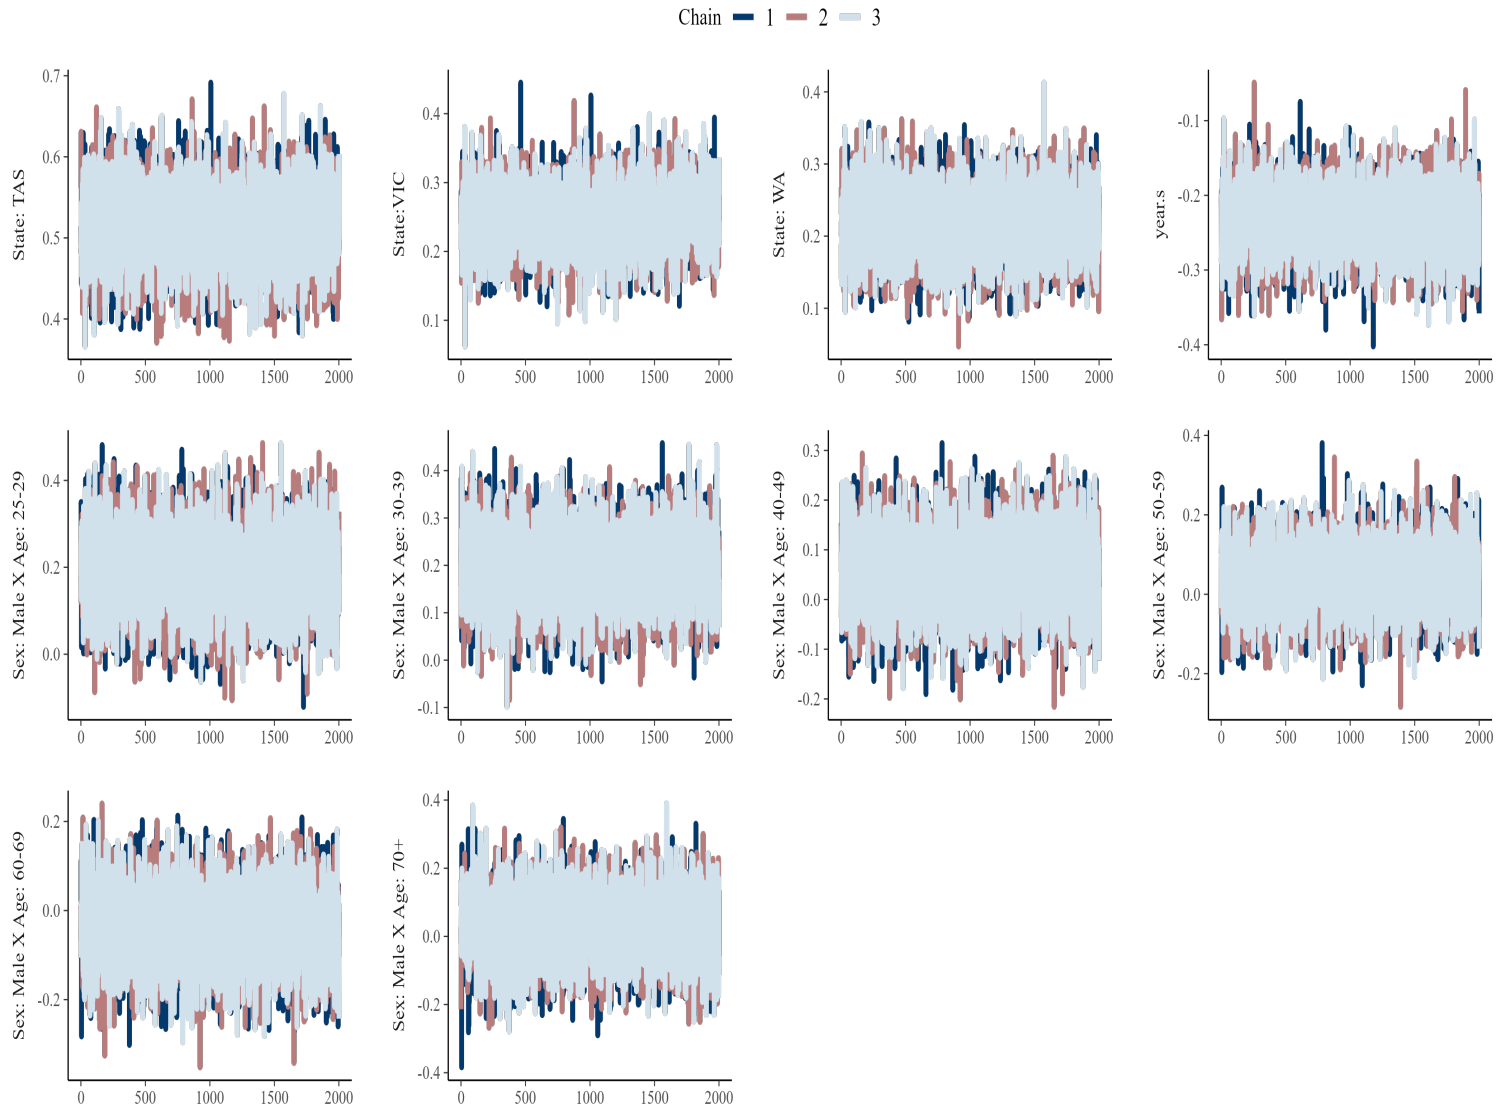 Chain 1 2 3
State: TAS
0.7
0.6
0.5
0.4
0 500 1000 1500 2000
State:VIC
0.4
0.3
0.2
0.1
0 500 1000 1500 2000
State: WA
0.4
0.3
0.2
0.1
0 500 1000 1500 2000
year.s
-0.1
-0.2
-0.3
-0.4
0 500 1000 1500 2000
Sex: Male X Age: 25-29
0.4
0.2
0.0
0 500 1000 1500 2000
Sex: Male X Age: 30-39
0.4
0.3
0.2
0.1
0.0
-0.1
0 500 1000 1500 2000
Sex: Male X Age: 40-49
0.3
0.2
0.1
0.0
-0.1
-0.2
0 500 1000 1500 2000
Sex: Male X Age: 50-59
0.4
0.2
0.0
-0.2
0 500 1000 1500 2000
Sex: Male X Age: 60-69
0.2
0.0
-0.2
0 500 1000 1500 2000
Sex: Male X Age: 70+
0.4
0.2
0.0
-0.2
-0.4
0 500 1000 1500 2000